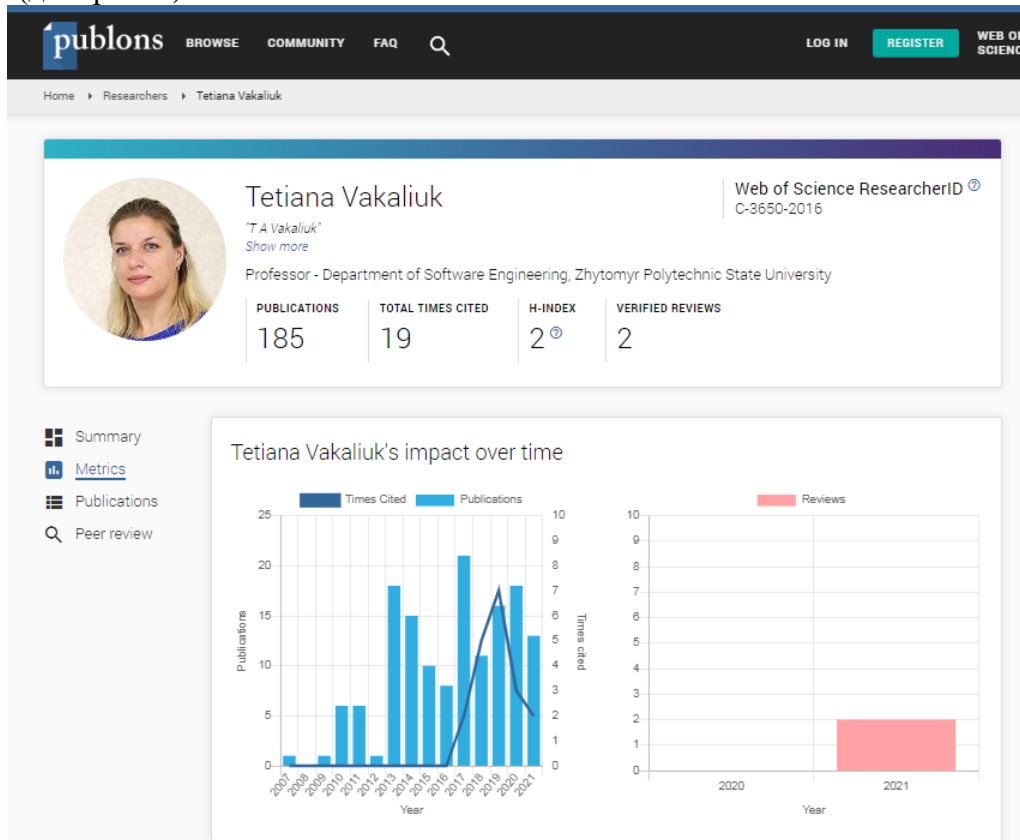 publons BROWSE COMMUNITY FAQ LOG IN REGISTER WEB OF
SCIENC
Home Researchers Tetiana Vakaliuk
Tetiana Vakaliuk
"T A Vakaliuk"
Show more
Professor - Department of Software Engineering, Zhytomyr Polytechnic State University
Web of Science ResearcherID ?
C-3650-2016
PUBLICATIONS TOTAL TIMES CITED H-INDEX VERIFIED REVIEWS
185 19 2 ? 2
Summary
Metrics
Publications
Peer review
Tetiana Vakaliuk's impact over time
Times Cited Publications
25
20
15
10
5
0
Publications
10
9
8
7
6
5
4
3
2
1
0
Times cited
2007 2008 2009 2010 2011 2012 2013 2014 2015 2016 2017 2018 2019 2020 2021
Year
Reviews
10
9
8
7
6
5
4
3
2
1
0
2020 2021
Year